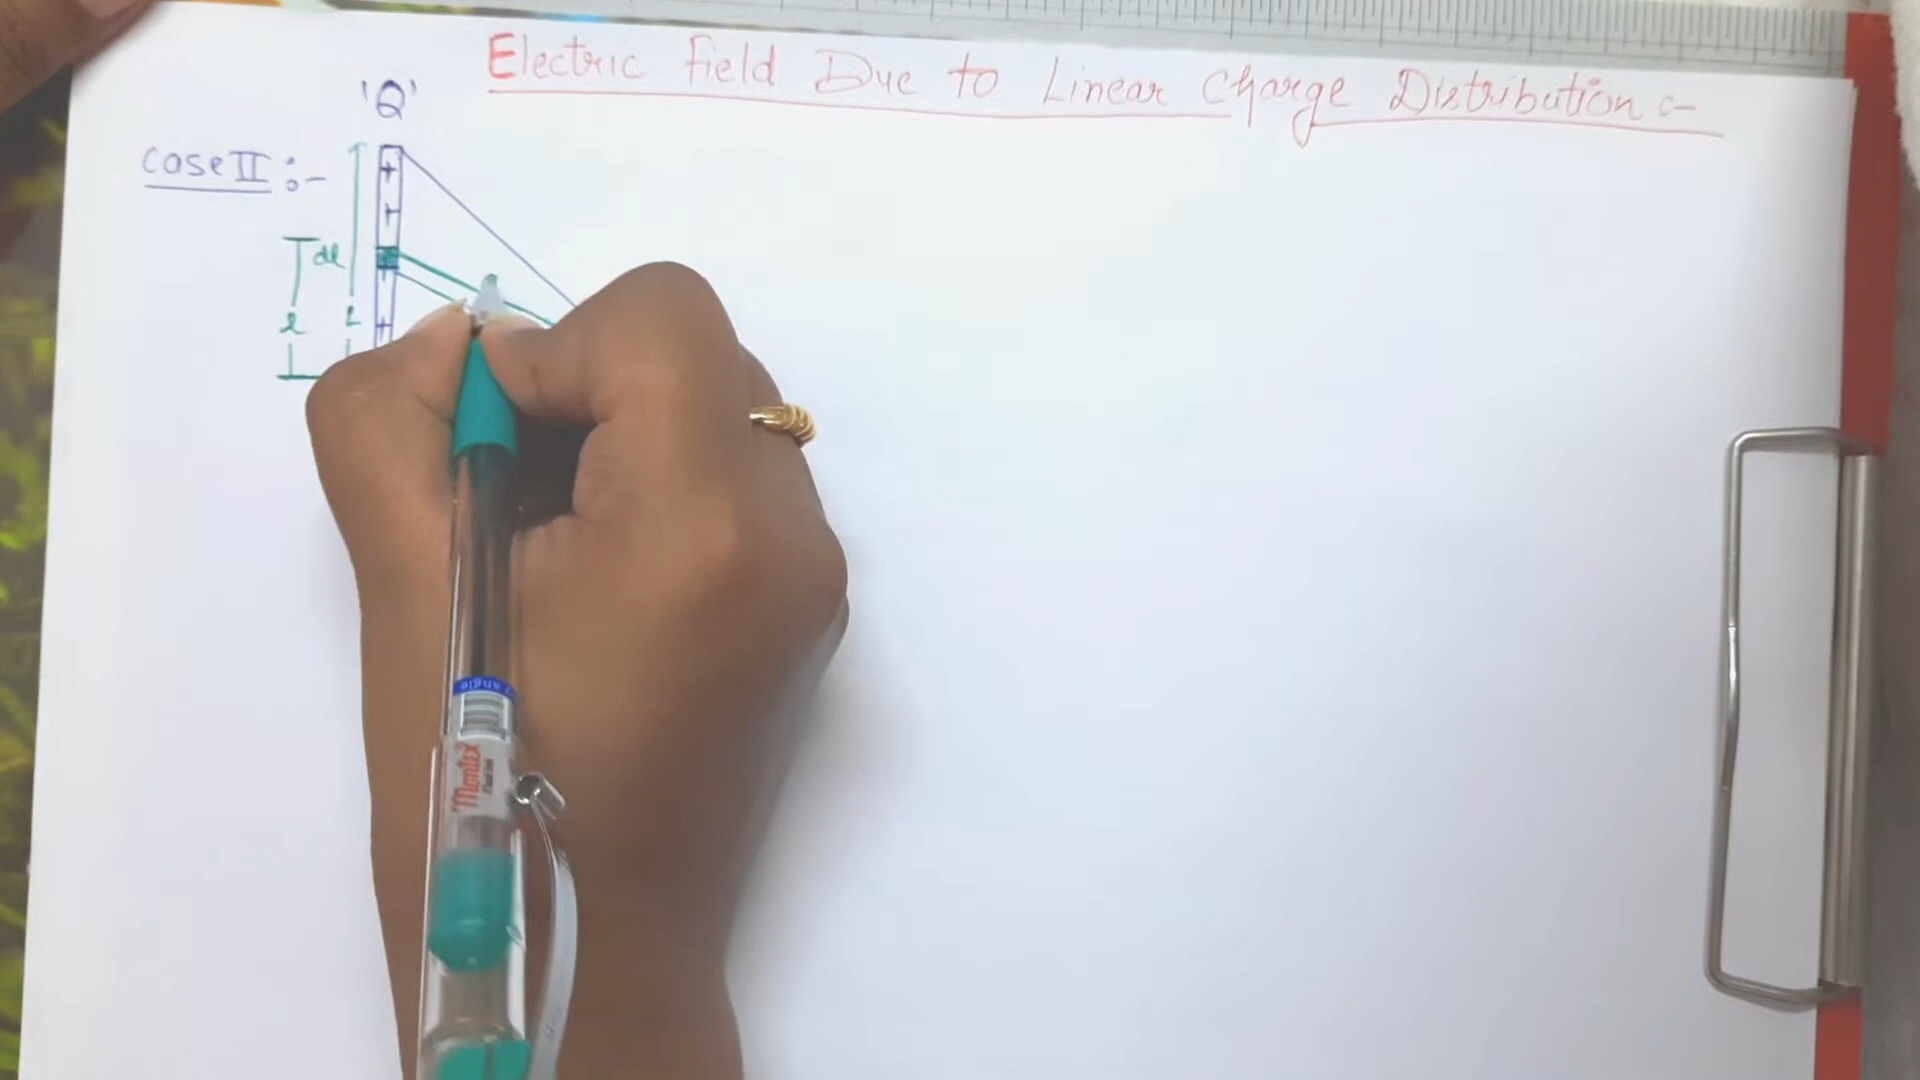 Electric field Due to Linear Charge Distribution :-
'Q'
Case II :-
+
+
dl
+
l
L
+
Montex